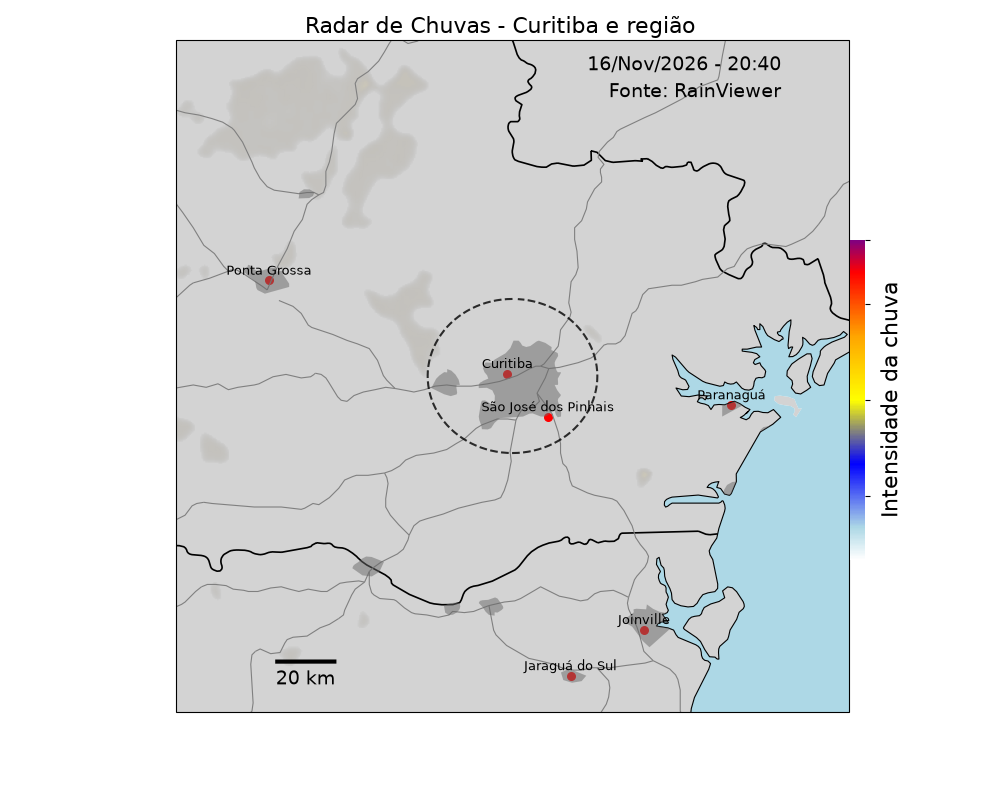 Radar de Chuvas - Curitiba e região
16/Nov/2026 - 20:40
Fonte: RainViewer
Ponta Grossa
Curitiba
São José dos Pinhais
Paranaguá
Intensidade da chuva
Joinville
Jaraguá do Sul
20 km